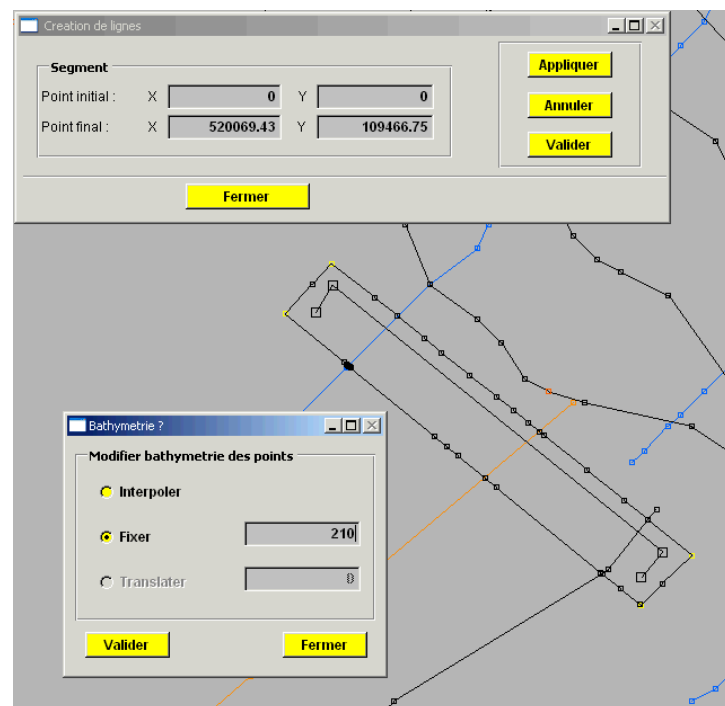 Creation de lignes
Segment
Point initial : X 0 Y 0
Point final : X 520069.43 Y 109466.75
Appliquer
Annuler
Valider
Fermer
Bathymetrie ?
Modifier bathymetrie des points
Interpoler
Fixer 210
Translater 0
Valider Fermer